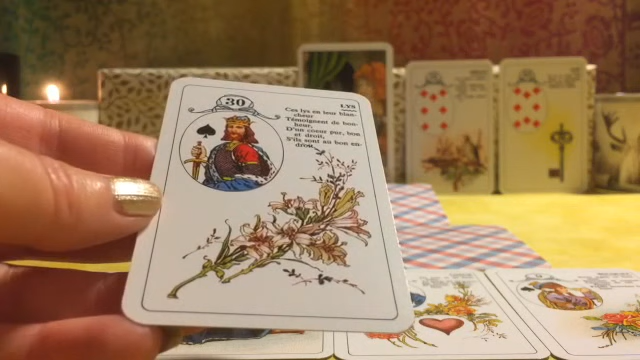 30
LYS
Ces lys en leur blan-
cheur
Témoignent de bon-
heur,
D'un coeur pur, bon
et droit,
S'ils sont au bon en-
droit.